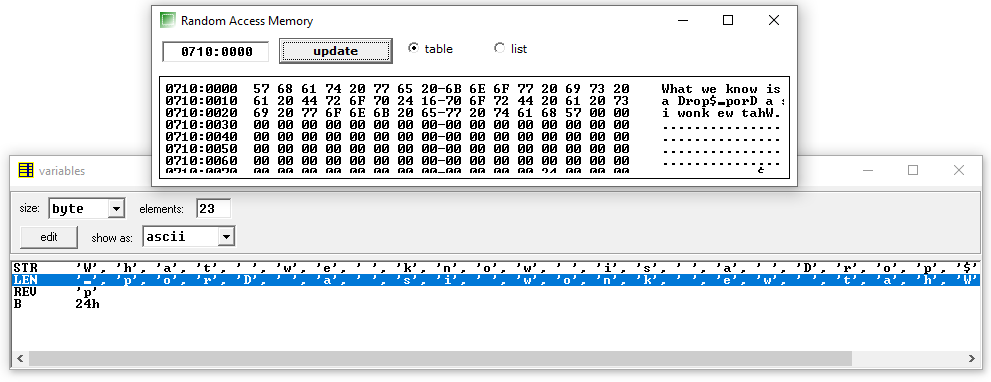 Random Access Memory
0710:0000 update table list
0710:0000 57 68 61 74 20 77 65 20-6B 6E 6F 77 20 69 73 20 What we know is
0710:0010 61 20 44 72 6F 70 24 16-70 6F 72 44 20 61 20 73 a Drop$▬porD a s
0710:0020 69 20 77 6F 6E 6B 20 65-77 20 74 61 68 57 00 00 i wonk ew tahW.
0710:0030 00 00 00 00 00 00 00 00-00 00 00 00 00 00 00 00 ...............
0710:0040 00 00 00 00 00 00 00 00-00 00 00 00 00 00 00 00 ...............
0710:0050 00 00 00 00 00 00 00 00-00 00 00 00 00 00 00 00 ...............
0710:0060 00 00 00 00 00 00 00 00-00 00 00 00 00 00 00 00 ...............
variables
size: byte elements: 23
edit show as: ascii
STR 'W', 'h', 'a', 't', ' ', 'w', 'e', ' ', 'k', 'n', 'o', 'w', ' ', 'i', 's', ' ', 'a', ' ', 'D', 'r', 'o', 'p', '$'
LEN '▬', 'p', 'o', 'r', 'D', ' ', 'a', ' ', 's', 'i', ' ', 'w', 'o', 'n', 'k', ' ', 'e', 'w', ' ', 't', 'a', 'h', 'W'
REV 'p'
B 24h